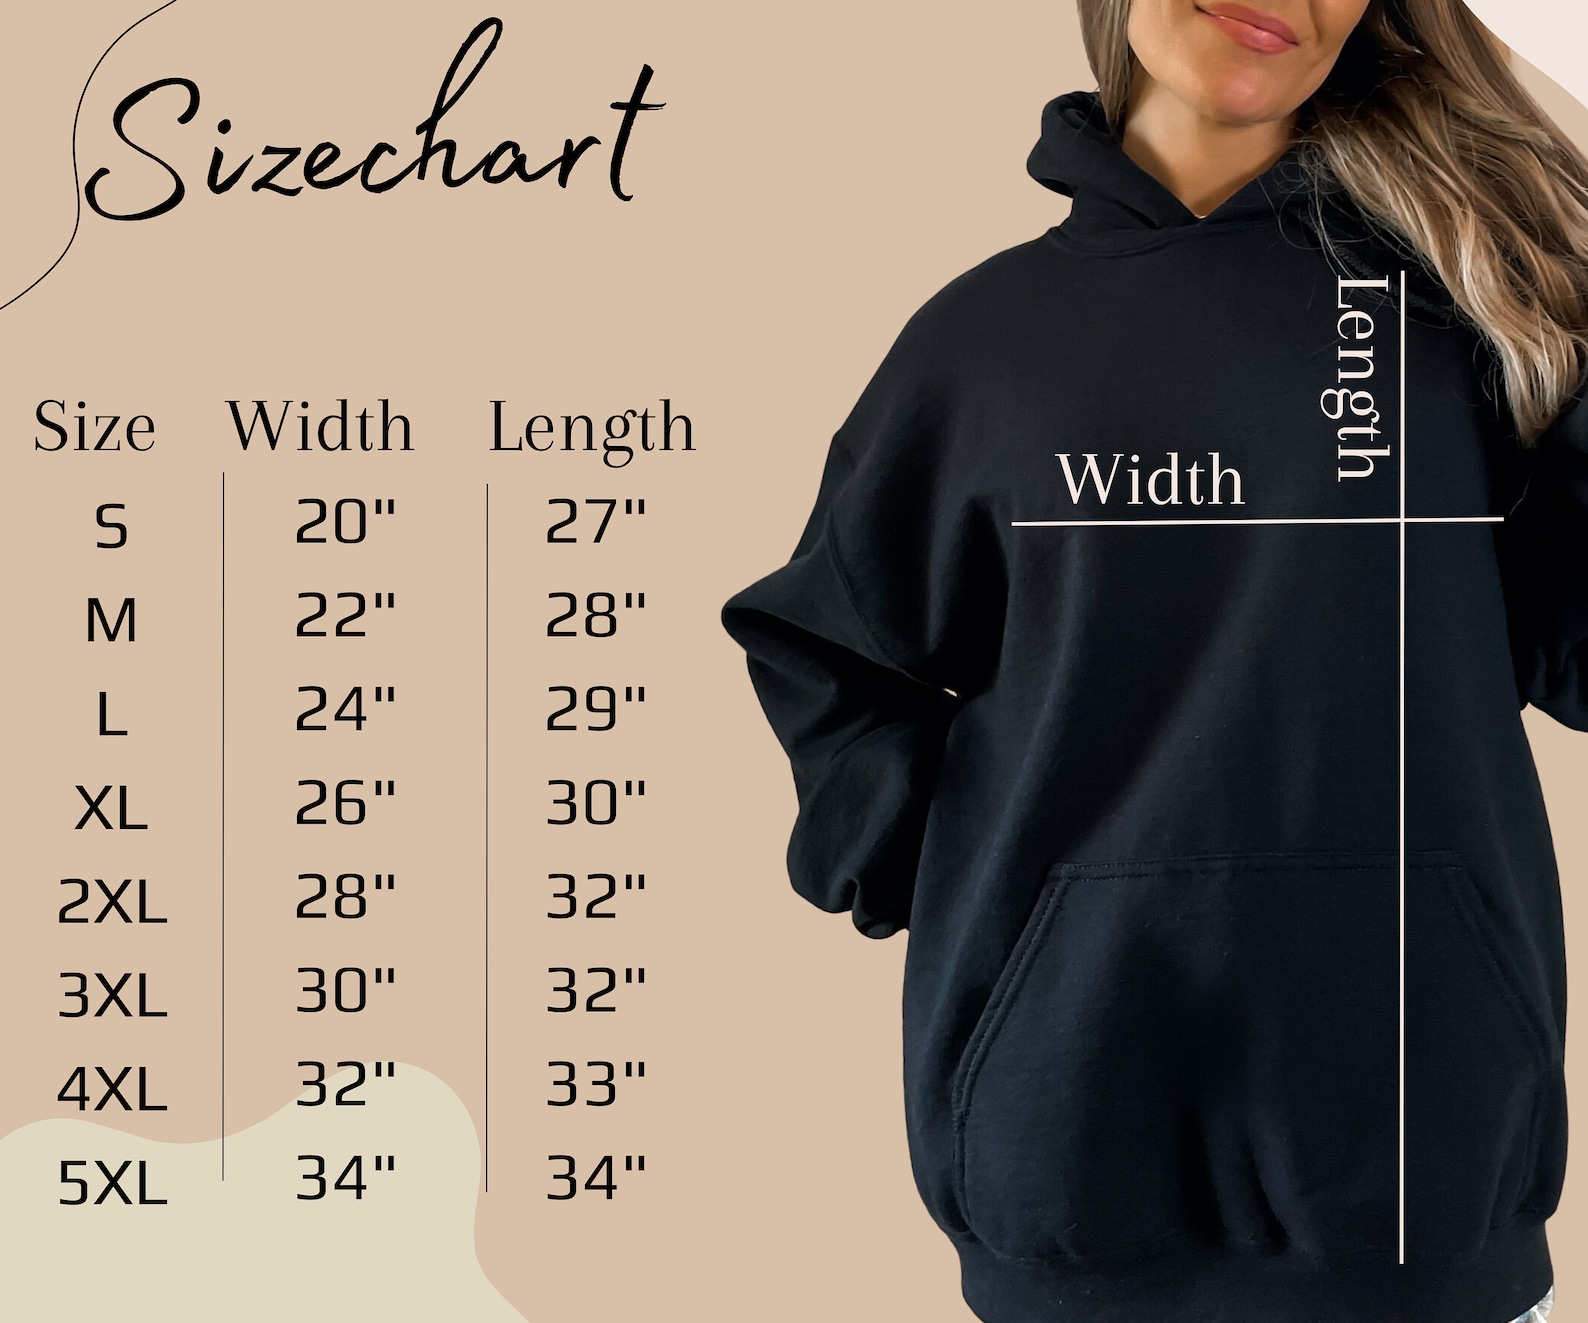 Sizechart
Size Width Length
S 20" 27"
M 22" 28"
L 24" 29"
XL 26" 30"
2XL 28" 32"
3XL 30" 32"
4XL 32" 33"
5XL 34" 34"
Length
Width